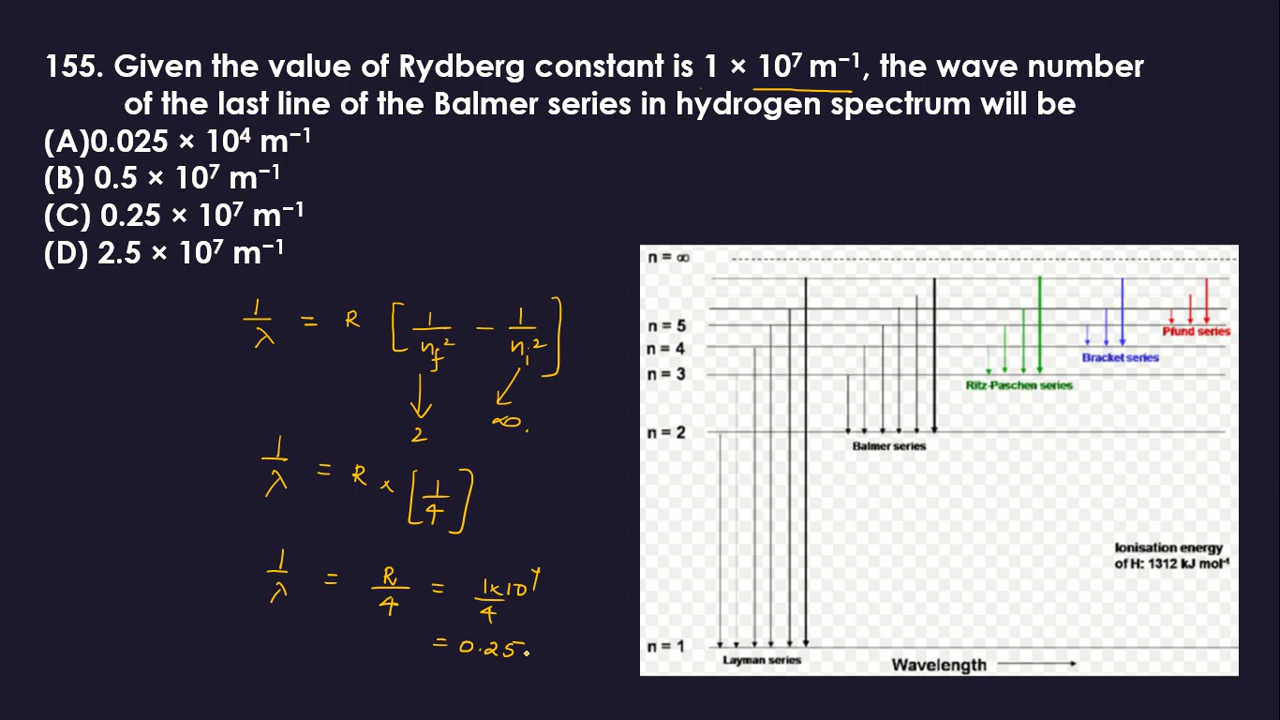 155. Given the value of Rydberg constant is 1 × 10⁷ m⁻¹, the wave number
of the last line of the Balmer series in hydrogen spectrum will be
(A)0.025 × 10⁴ m⁻¹
(B) 0.5 × 10⁷ m⁻¹
(C) 0.25 × 10⁷ m⁻¹
(D) 2.5 × 10⁷ m⁻¹
1/λ = R [1/n_f² − 1/n_i²]
2 ∞.
1/λ = R × [1/4]
1/λ = R/4 = 1×10⁷/4
= 0.25
n = ∞
n = 5
n = 4
n = 3
n = 2
n = 1
Pfund series
Bracket series
Ritz-Paschen series
Balmer series
Ionisation energy
of H: 1312 kJ mol⁻¹
Layman series
Wavelength